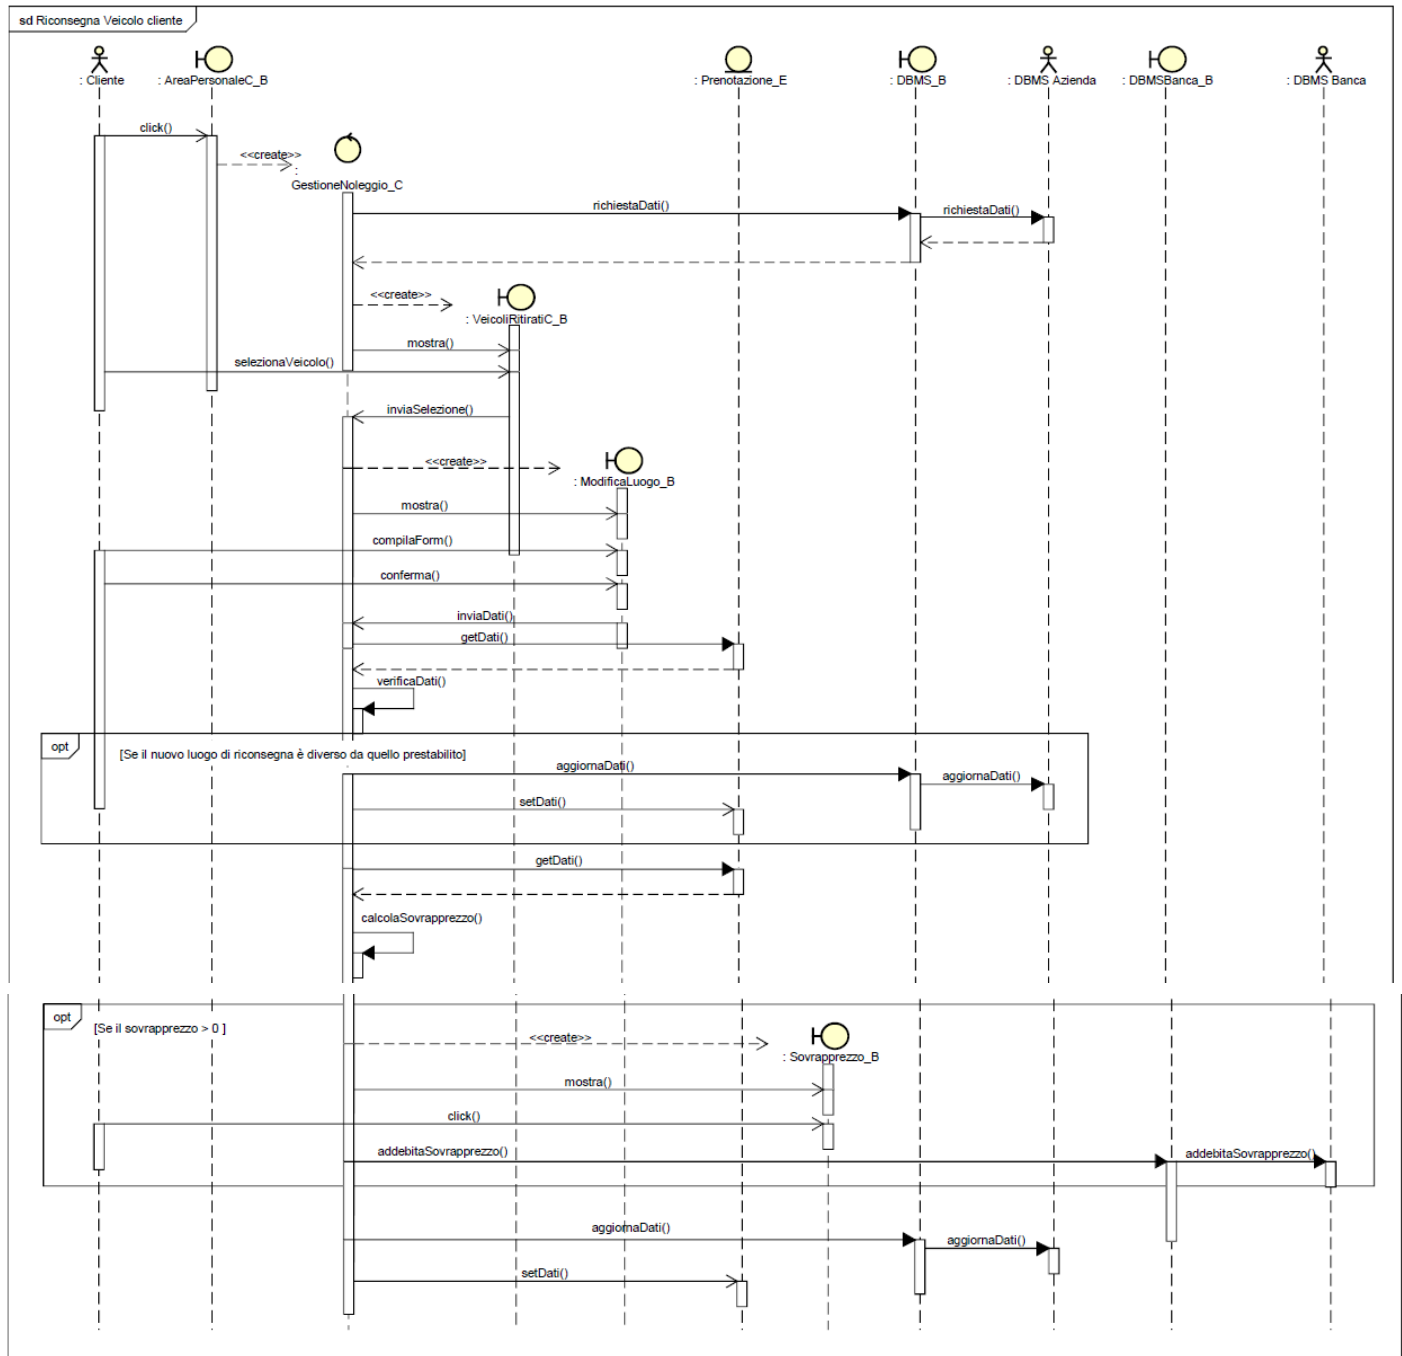 sd Riconsegna Veicolo cliente
: Cliente
: AreaPersonaleC_B
: Prenotazione_E
: DBMS_B
: DBMS Azienda
: DBMSBanca_B
: DBMS Banca
click()
<<create>>
:
GestioneNoleggio_C
richiestaDati()
richiestaDati()
<<create>>
: VeicoliRitiratiC_B
mostra()
selezionaVeicolo()
inviaSelezione()
<<create>>
: ModificaLuogo_B
mostra()
compilaForm()
conferma()
inviaDati()
getDati()
verificaDati()
opt
[Se il nuovo luogo di riconsegna è diverso da quello prestabilito]
aggiornaDati()
aggiornaDati()
setDati()
getDati()
calcolaSovrapprezzo()
opt
[Se il sovrapprezzo > 0 ]
<<create>>
: Sovrapprezzo_B
mostra()
click()
addebitaSovrapprezzo()
addebitaSovrapprezzo()
aggiornaDati()
aggiornaDati()
setDati()